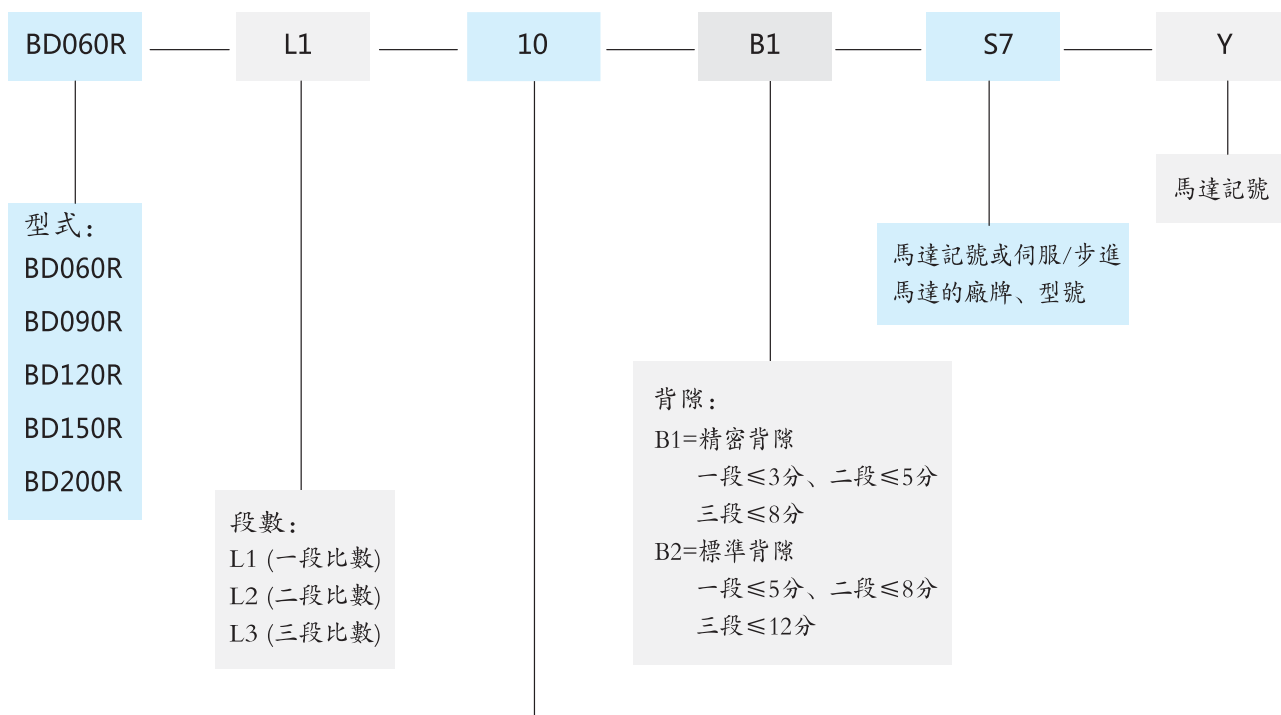 BD060R L1 10 B1 S7 Y
型式：
BD060R
BD090R
BD120R
BD150R
BD200R
段數：
L1 (一段比數)
L2 (二段比數)
L3 (三段比數)
背隙：
B1=精密背隙
一段≤3分、二段≤5分
三段≤8分
B2=標準背隙
一段≤5分、二段≤8分
三段≤12分
馬達記號或伺服/步進
馬達的廠牌、型號
馬達記號